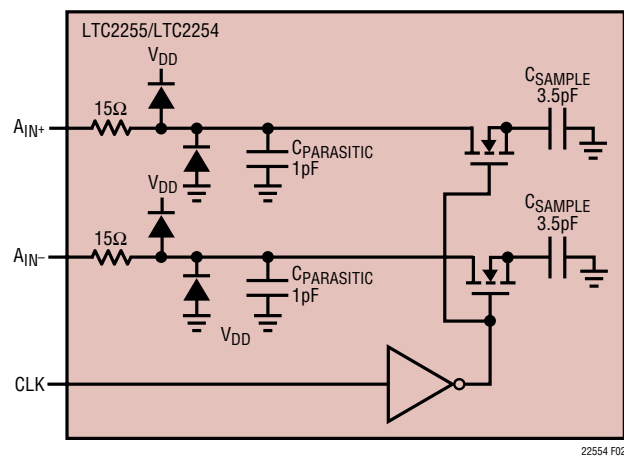 LTC2255/LTC2254
VDD
CSAMPLE
3.5pF
15Ω
AIN+
CPARASITIC
1pF
VDD
CSAMPLE
3.5pF
15Ω
AIN–
CPARASITIC
1pF
VDD
CLK
22554 F02